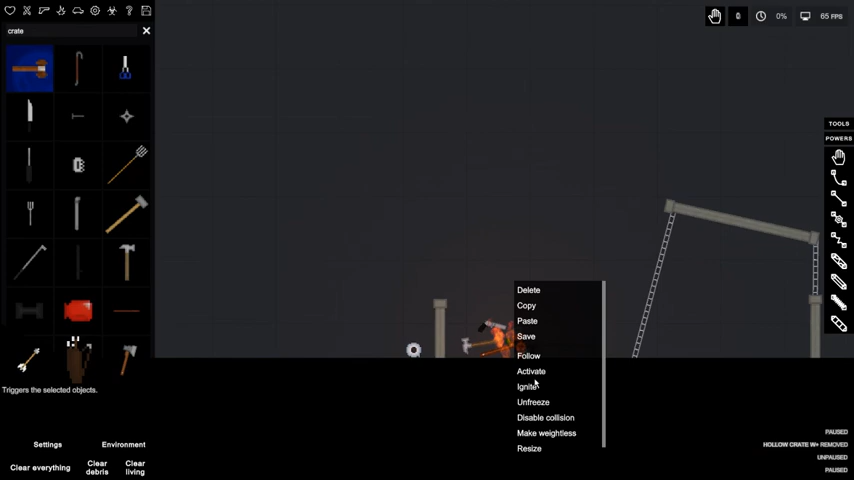 crate
0%
65 FPS
TOOLS
POWERS
Delete
Copy
Paste
Save
Follow
Activate
Ignite
Unfreeze
Disable collision
Make weightless
Resize
Triggers the selected objects.
Settings
Environment
Clear everything
Clear debris
Clear living
PAUSED
HOLLOW CRATE W+ REMOVED
UNPAUSED
PAUSED